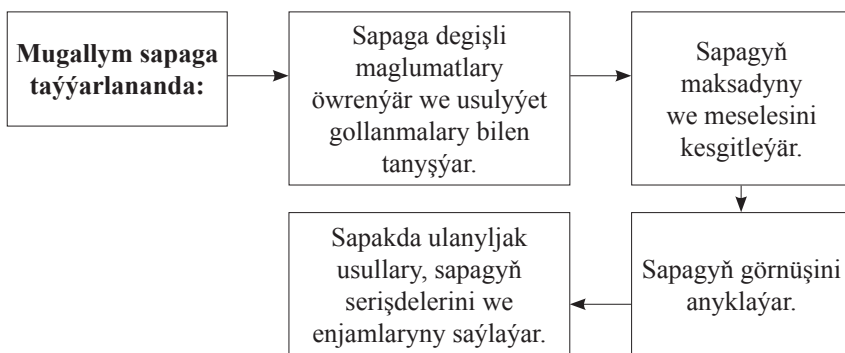 Mugallym sapaga
taýýarlananda:
Sapaga degişli
maglumatlary
öwrenýär we usulyýet
gollanmalary bilen
tanyşýar.
Sapagyň
maksadyny
we meselesini
kesgitleýär.
Sapagyň görnüşini
anyklaýar.
Sapakda ulanyljak
usullary, sapagyň
serişdelerini we
enjamlaryny saýlaýar.